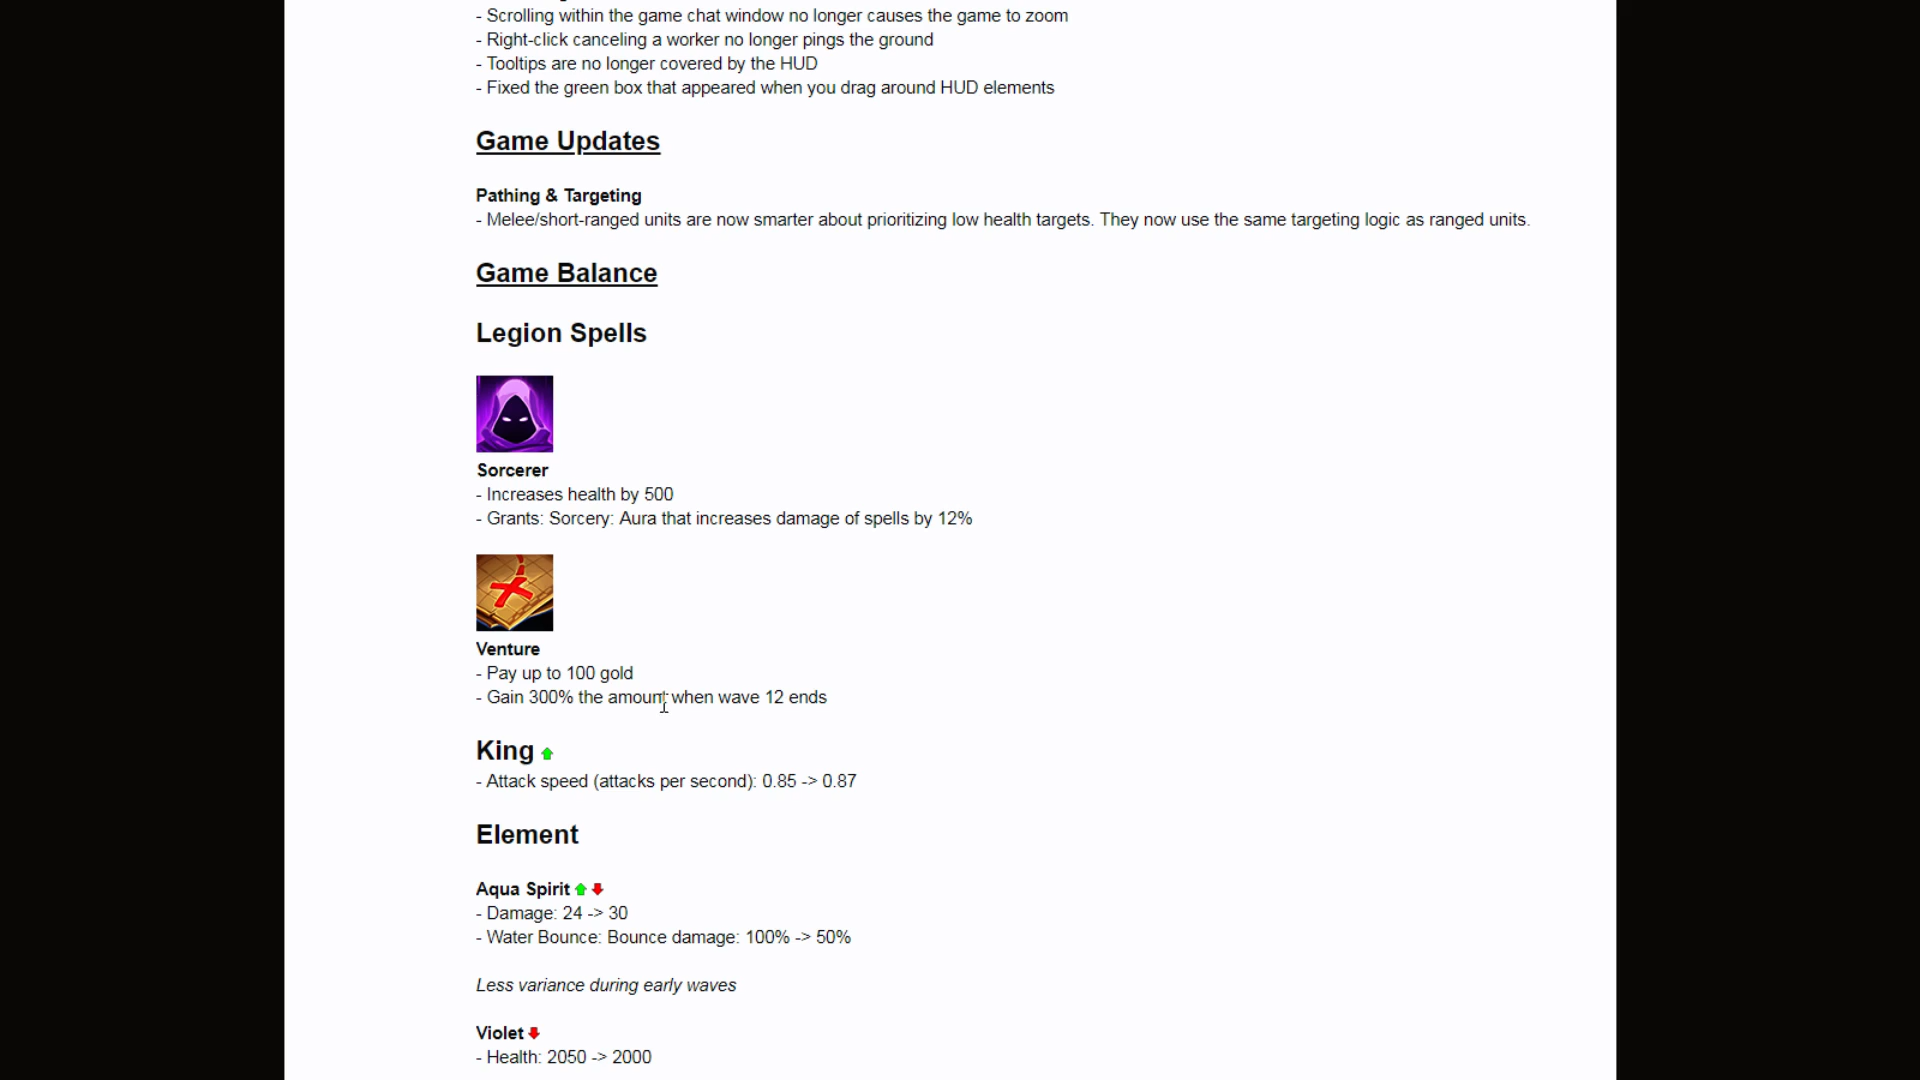 - Scrolling within the game chat window no longer causes the game to zoom
- Right-click canceling a worker no longer pings the ground
- Tooltips are no longer covered by the HUD
- Fixed the green box that appeared when you drag around HUD elements
Game Updates
Pathing & Targeting
- Melee/short-ranged units are now smarter about prioritizing low health targets. They now use the same targeting logic as ranged units.
Game Balance
Legion Spells
Sorcerer
- Increases health by 500
- Grants: Sorcery: Aura that increases damage of spells by 12%
Venture
- Pay up to 100 gold
- Gain 300% the amount when wave 12 ends
King
- Attack speed (attacks per second): 0.85 -> 0.87
Element
Aqua Spirit
- Damage: 24 -> 30
- Water Bounce: Bounce damage: 100% -> 50%
Less variance during early waves
Violet
- Health: 2050 -> 2000